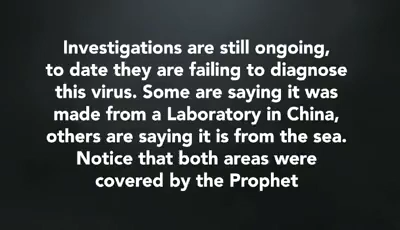 Investigations are still ongoing,
to date they are failing to diagnose
this virus. Some are saying it was
made from a Laboratory in China,
others are saying it is from the sea.
Notice that both areas were
covered by the Prophet